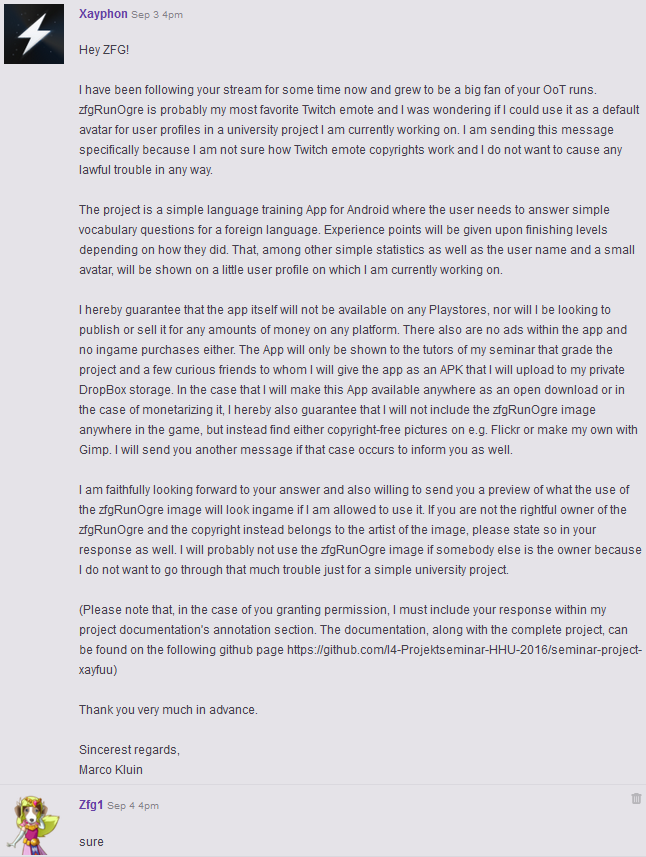 Xayphon Sep 3 4pm
Hey ZFG!
I have been following your stream for some time now and grew to be a big fan of your OoT runs.
zfgRunOgre is probably my most favorite Twitch emote and I was wondering if I could use it as a default
avatar for user profiles in a university project I am currently working on. I am sending this message
specifically because I am not sure how Twitch emote copyrights work and I do not want to cause any
lawful trouble in any way.
The project is a simple language training App for Android where the user needs to answer simple
vocabulary questions for a foreign language. Experience points will be given upon finishing levels
depending on how they did. That, among other simple statistics as well as the user name and a small
avatar, will be shown on a little user profile on which I am currently working on.
I hereby guarantee that the app itself will not be available on any Playstores, nor will I be looking to
publish or sell it for any amounts of money on any platform. There also are no ads within the app and
no ingame purchases either. The App will only be shown to the tutors of my seminar that grade the
project and a few curious friends to whom I will give the app as an APK that I will upload to my private
DropBox storage. In the case that I will make this App available anywhere as an open download or in
the case of monetarizing it, I hereby also guarantee that I will not include the zfgRunOgre image
anywhere in the game, but instead find either copyright-free pictures on e.g. Flickr or make my own with
Gimp. I will send you another message if that case occurs to inform you as well.
I am faithfully looking forward to your answer and also willing to send you a preview of what the use of
the zfgRunOgre image will look ingame if I am allowed to use it. If you are not the rightful owner of the
zfgRunOgre and the copyright instead belongs to the artist of the image, please state so in your
response as well. I will probably not use the zfgRunOgre image if somebody else is the owner because
I do not want to go through that much trouble just for a simple university project.
(Please note that, in the case of you granting permission, I must include your response within my
project documentation's annotation section. The documentation, along with the complete project, can
be found on the following github page https://github.com/I4-Projektseminar-HHU-2016/seminar-project-
xayfuu)
Thank you very much in advance.
Sincerest regards,
Marco Kluin
Zfg1 Sep 4 4pm
sure